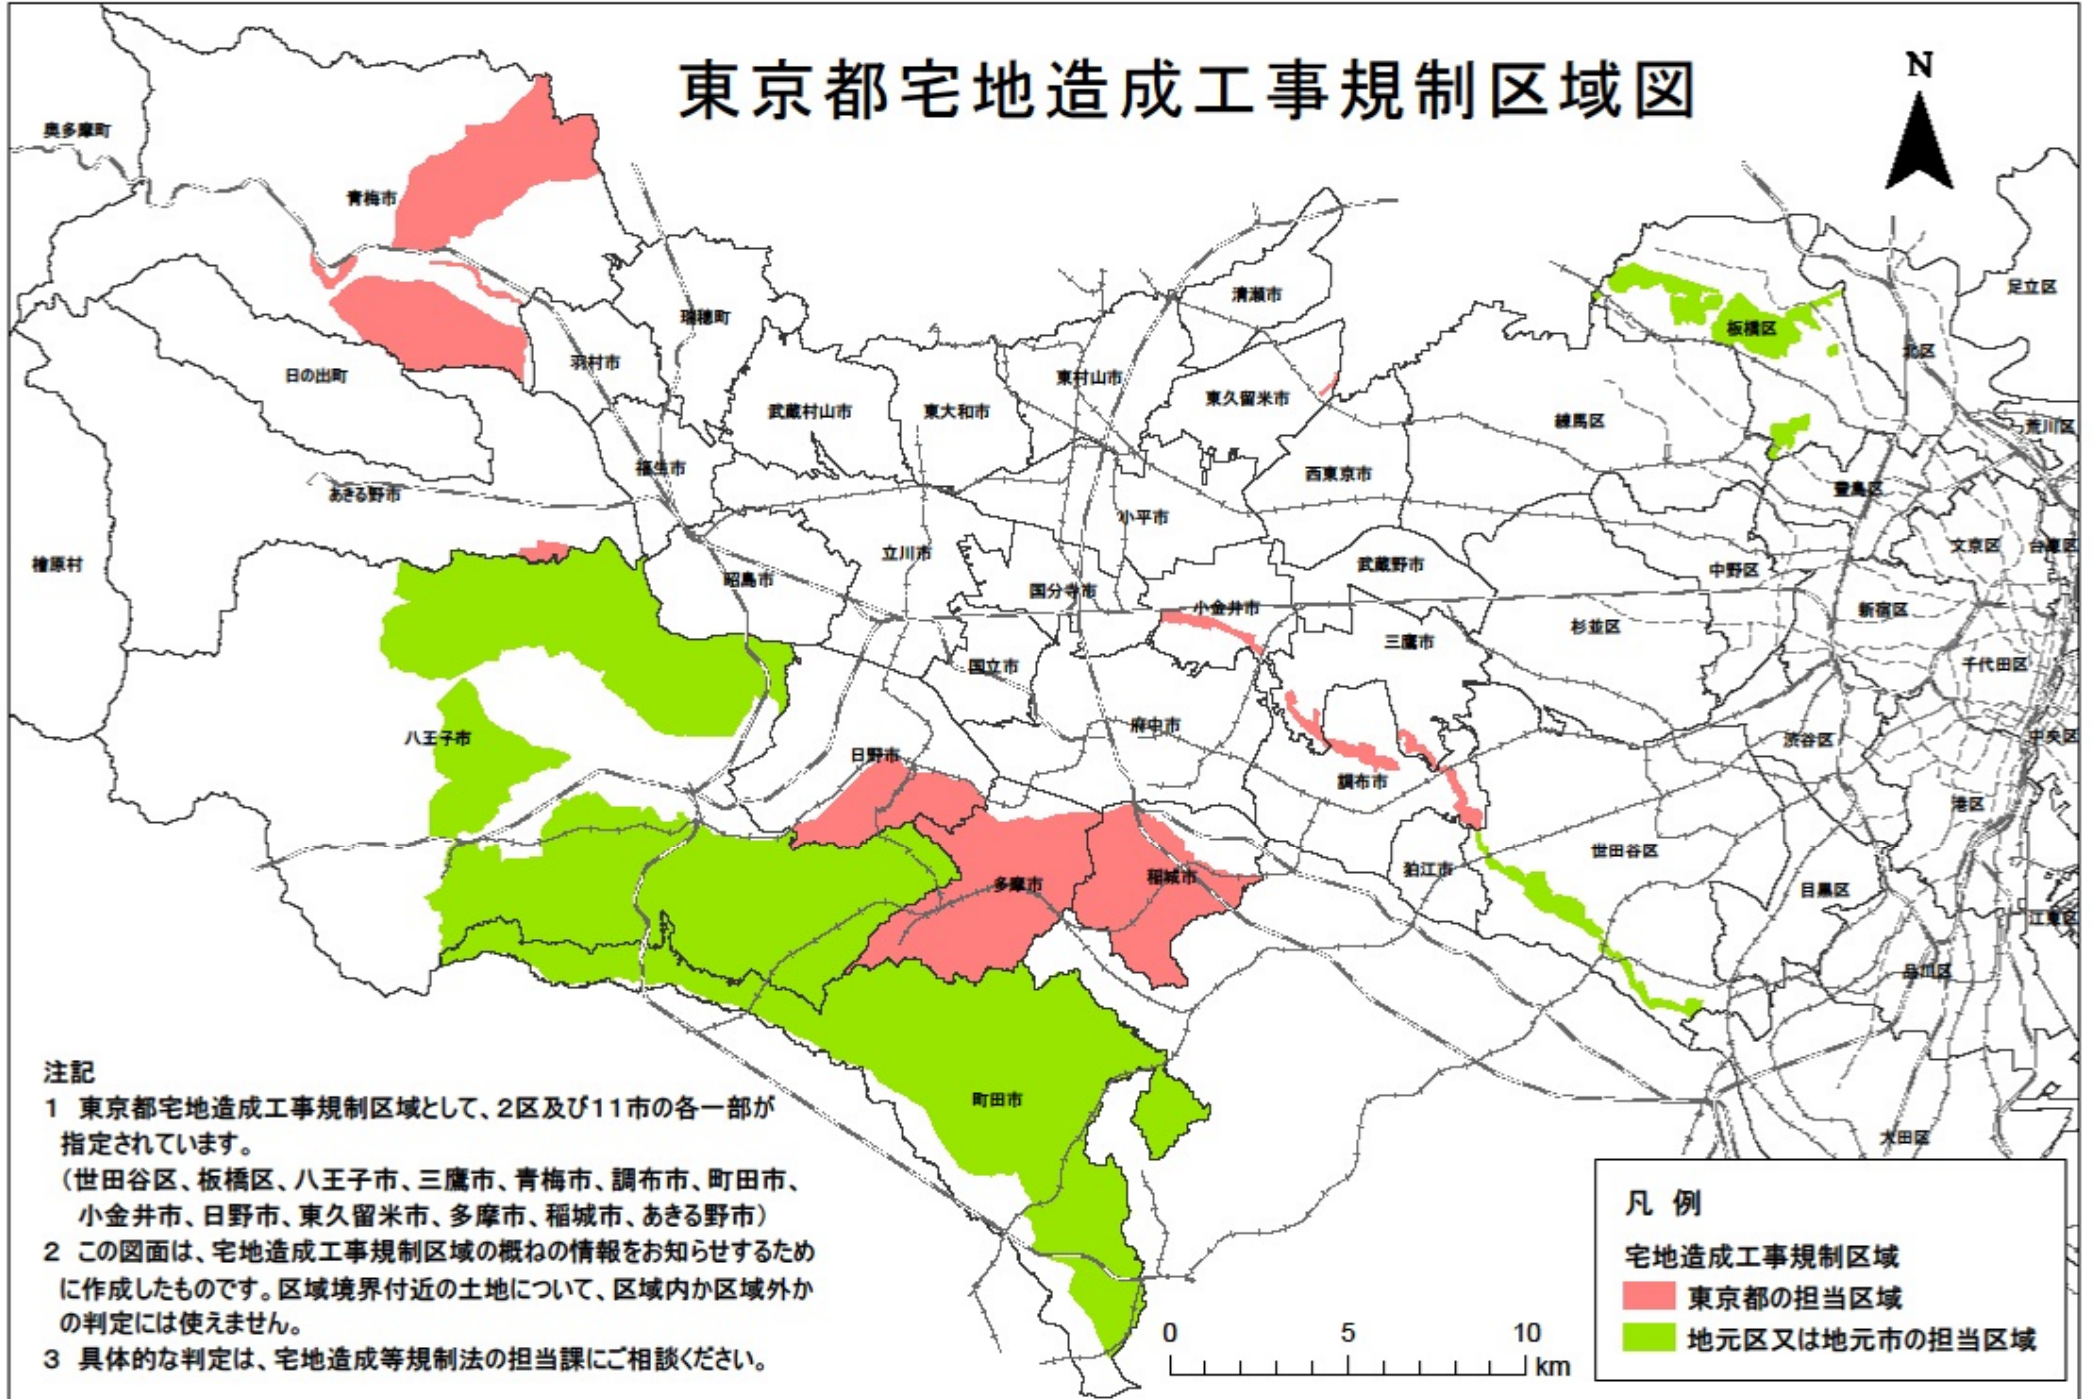 東京都宅地造成工事規制区域図
N
奥多摩町
青梅市
足立区
清瀬市
瑞穂町
板橋区
北区
羽村市
日の出町
東村山市
東久留米市
武蔵村山市
東大和市
練馬区
荒川区
福生市
西東京市
あきる野市
豊島区
小平市
檜原村
立川市
文京区
台東区
昭島市
武蔵野市
中野区
国分寺市
小金井市
新宿区
杉並区
三鷹市
国立市
千代田区
府中市
八王子市
渋谷区
中央区
日野市
調布市
港区
世田谷区
狛江市
多摩市
稲城市
目黒区
江東区
品川区
町田市
大田区
注記
1 東京都宅地造成工事規制区域として、2区及び11市の各一部が
指定されています。
(世田谷区、板橋区、八王子市、三鷹市、青梅市、調布市、町田市、
小金井市、日野市、東久留米市、多摩市、稲城市、あきる野市)
2 この図面は、宅地造成工事規制区域の概ねの情報をお知らせするため
に作成したものです。区域境界付近の土地について、区域内か区域外か
の判定には使えません。
3 具体的な判定は、宅地造成等規制法の担当課にご相談ください。
0 5 10
km
凡 例
宅地造成工事規制区域
東京都の担当区域
地元区又は地元市の担当区域